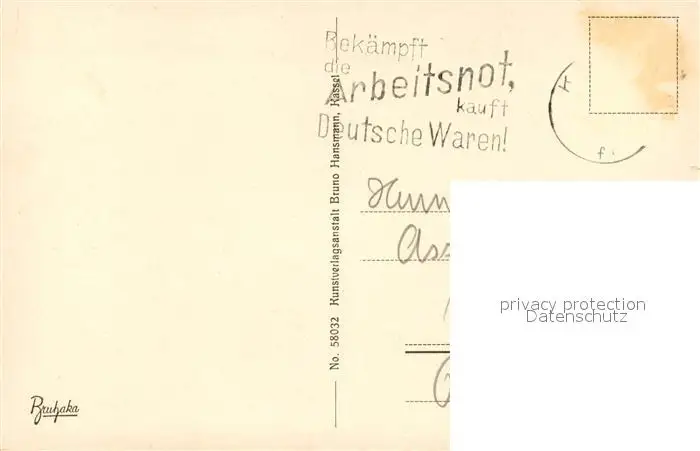 Bekämpft
die
Arbeitsnot,
kauft
Deutsche Waren!
No. 58032 Kunstverlagsanstalt Bruno Hansmann, Kassel
privacy protection
Datenschutz
Bruhaka